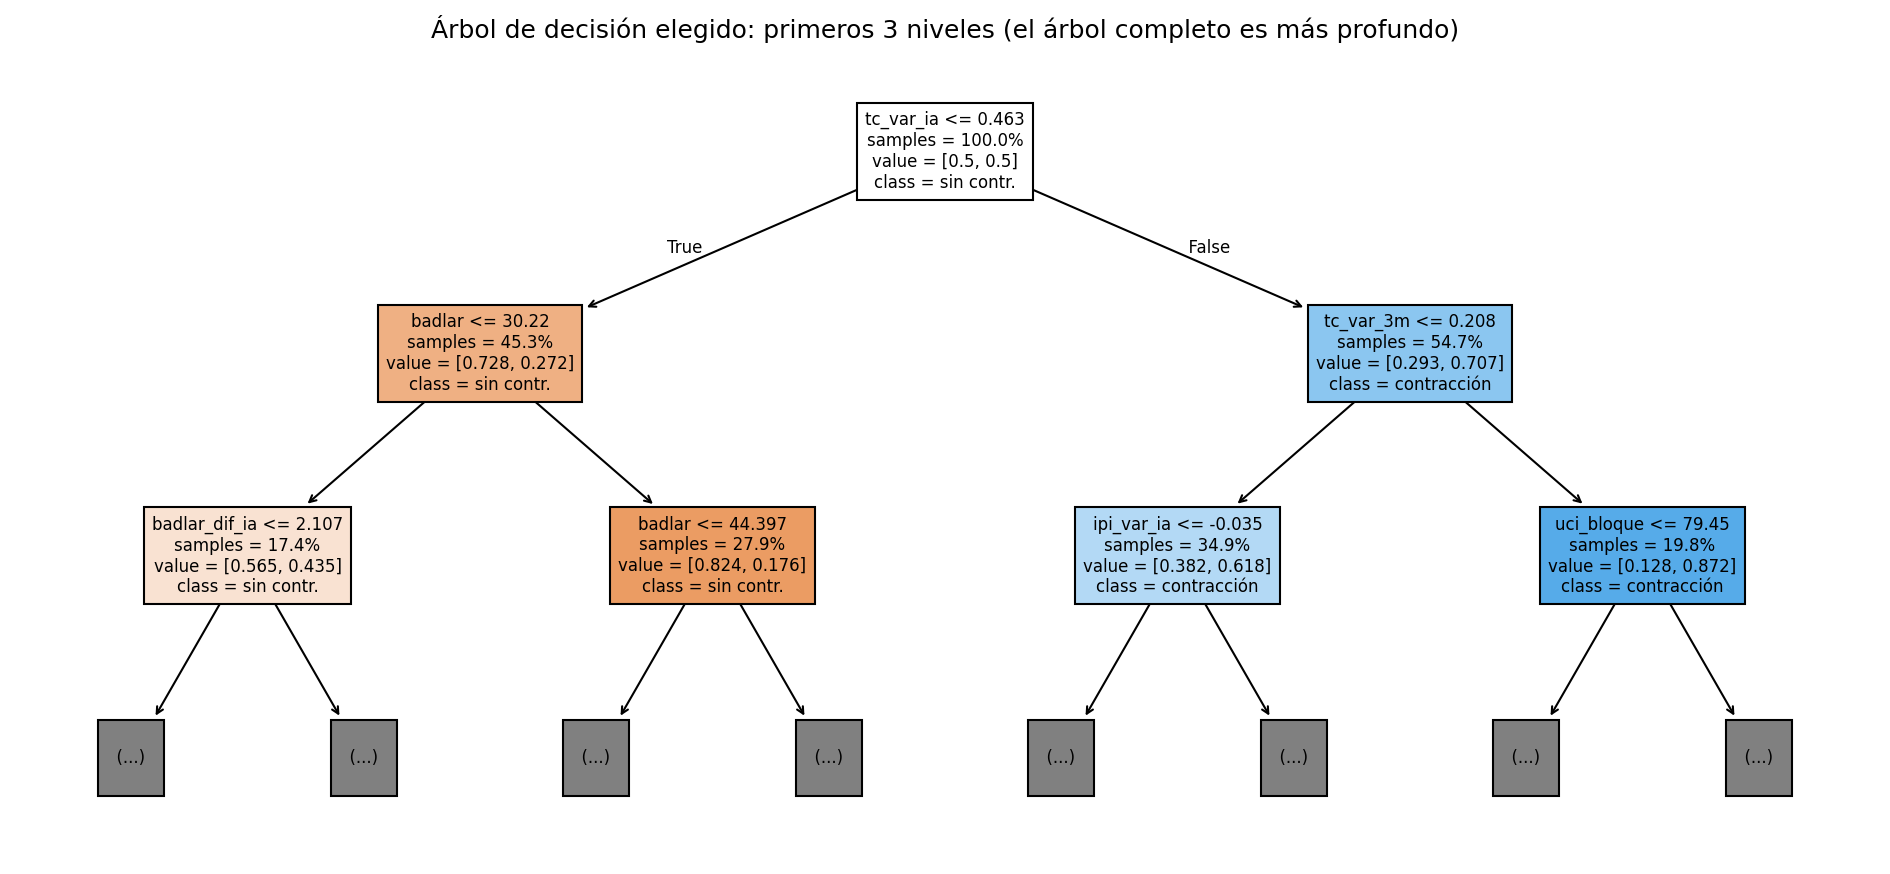 Árbol de decisión elegido: primeros 3 niveles (el árbol completo es más profundo)
tc_var_ia <= 0.463
samples = 100.0%
value = [0.5, 0.5]
class = sin contr.
True
False
badlar <= 30.22
samples = 45.3%
value = [0.728, 0.272]
class = sin contr.
tc_var_3m <= 0.208
samples = 54.7%
value = [0.293, 0.707]
class = contracción
badlar_dif_ia <= 2.107
samples = 17.4%
value = [0.565, 0.435]
class = sin contr.
badlar <= 44.397
samples = 27.9%
value = [0.824, 0.176]
class = sin contr.
ipi_var_ia <= -0.035
samples = 34.9%
value = [0.382, 0.618]
class = contracción
uci_bloque <= 79.45
samples = 19.8%
value = [0.128, 0.872]
class = contracción
(...)
(...)
(...)
(...)
(...)
(...)
(...)
(...)